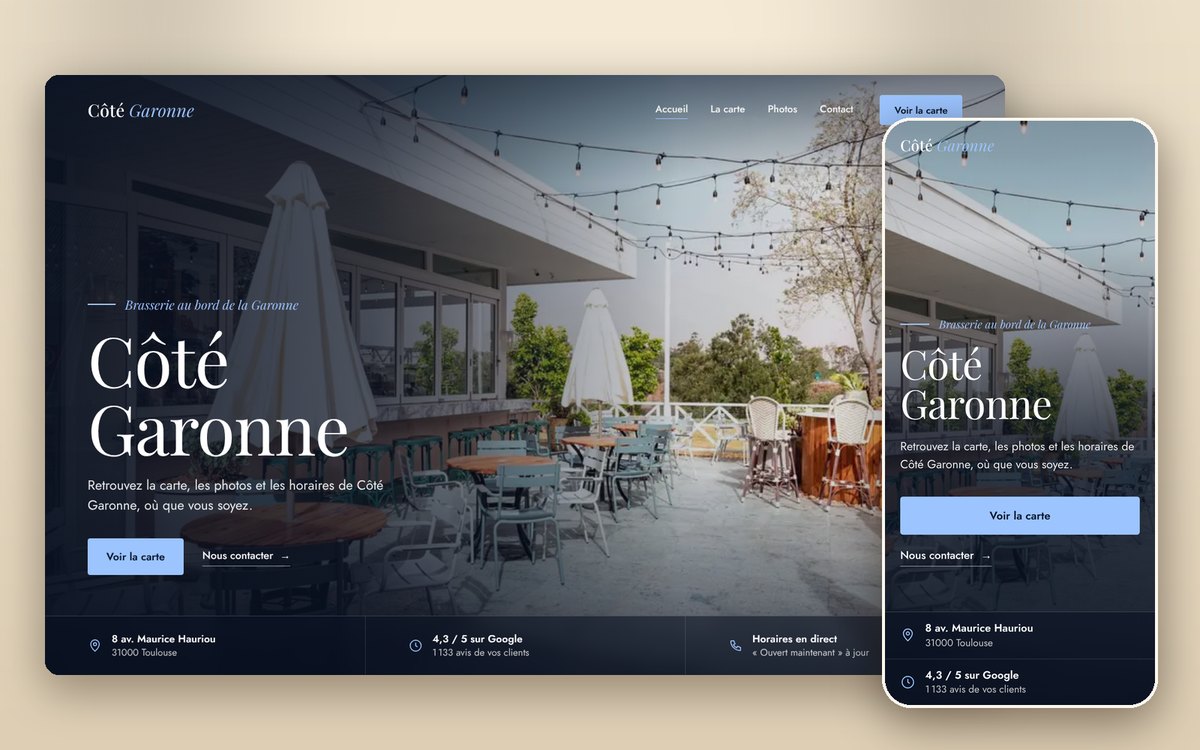 Côté Garonne
Accueil La carte Photos Contact Voir la carte
Brasserie au bord de la Garonne
Côté
Garonne
Retrouvez la carte, les photos et les horaires de Côté
Garonne, où que vous soyez.
Voir la carte Nous contacter →
8 av. Maurice Hauriou
31000 Toulouse
4,3 / 5 sur Google
1 133 avis de vos clients
Horaires en direct
« Ouvert maintenant » à jour
Côté Garonne
Brasserie au bord de la Garonne
Côté
Garonne
Retrouvez la carte, les photos et les horaires de
Côté Garonne, où que vous soyez.
Voir la carte
Nous contacter →
8 av. Maurice Hauriou
31000 Toulouse
4,3 / 5 sur Google
1 133 avis de vos clients